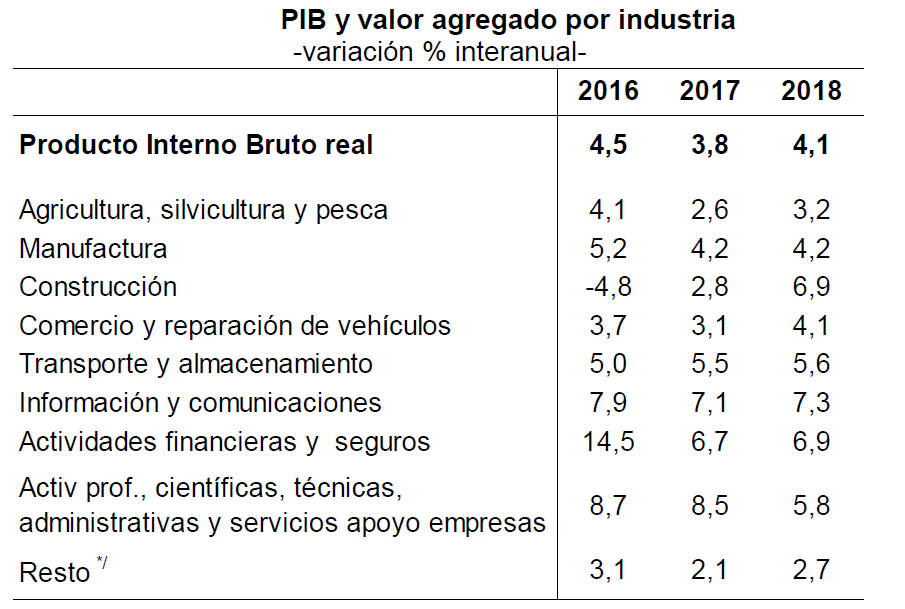 PIB y valor agregado por industria
-variación % interanual-
2016 2017 2018
Producto Interno Bruto real 4,5 3,8 4,1
Agricultura, silvicultura y pesca 4,1 2,6 3,2
Manufactura 5,2 4,2 4,2
Construcción -4,8 2,8 6,9
Comercio y reparación de vehículos 3,7 3,1 4,1
Transporte y almacenamiento 5,0 5,5 5,6
Información y comunicaciones 7,9 7,1 7,3
Actividades financieras y seguros 14,5 6,7 6,9
Activ prof., científicas, técnicas,
administrativas y servicios apoyo empresas 8,7 8,5 5,8
Resto */ 3,1 2,1 2,7